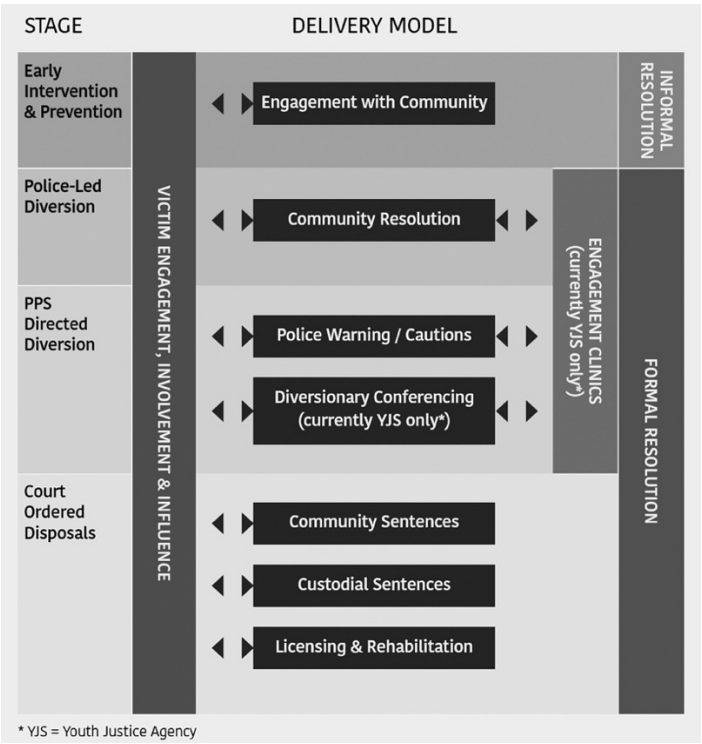 STAGE
DELIVERY MODEL
Early
Intervention
& Prevention
Engagement with Community
INFORMAL
RESOLUTION
Police-Led
Diversion
Community Resolution
VICTIM ENGAGEMENT, INVOLVEMENT & INFLUENCE
ENGAGEMENT CLINICS
(currently YJS only*)
FORMAL RESOLUTION
PPS
Directed
Diversion
Police Warning / Cautions
Diversionary Conferencing
(currently YJS only*)
Court
Ordered
Disposals
Community Sentences
Custodial Sentences
Licensing & Rehabilitation
* YJS = Youth Justice Agency